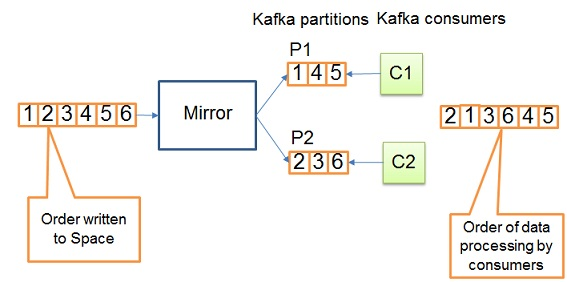 Kafka partitions Kafka consumers
P1
1 4 5
C1
1 2 3 4 5 6
Mirror
2 1 3 6 4 5
P2
2 3 6
C2
Order written
to Space
Order of data
processing by
consumers